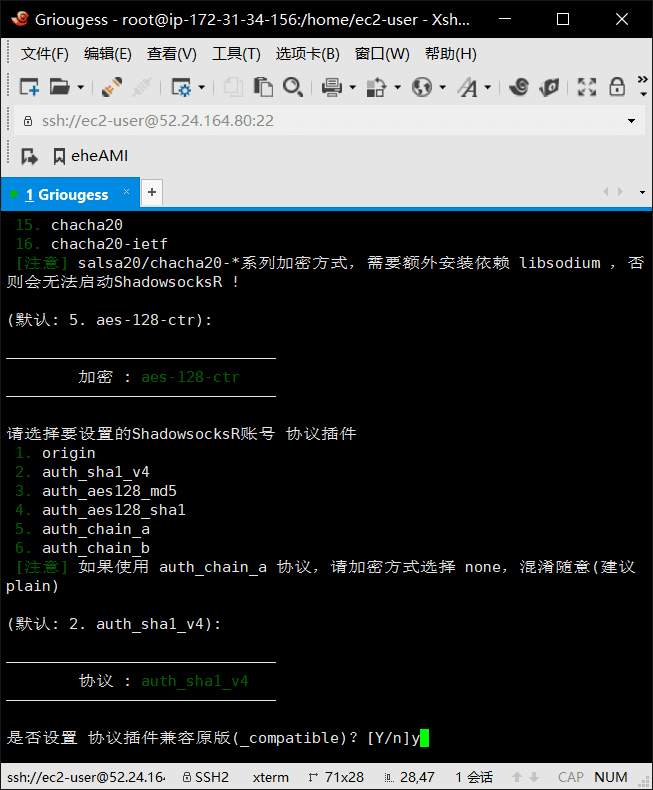 Griougess - root@ip-172-31-34-156:/home/ec2-user - Xsh...
文件(F) 编辑(E) 查看(V) 工具(T) 选项卡(B) 窗口(W) 帮助(H)
ssh://ec2-user@52.24.164.80:22
eheAMI
1 Griougess × +
15. chacha20
16. chacha20-ietf
[注意] salsa20/chacha20-*系列加密方式，需要额外安装依赖 libsodium ，否
则会无法启动ShadowsocksR !
(默认: 5. aes-128-ctr):
加密 : aes-128-ctr
请选择要设置的ShadowsocksR账号 协议插件
1. origin
2. auth_sha1_v4
3. auth_aes128_md5
4. auth_aes128_sha1
5. auth_chain_a
6. auth_chain_b
[注意] 如果使用 auth_chain_a 协议，请加密方式选择 none，混淆随意(建议
plain)
(默认: 2. auth_sha1_v4):
协议 : auth_sha1_v4
是否设置 协议插件兼容原版(_compatible)? [Y/n]y
ssh://ec2-user@52.24.164 SSH2 xterm 71x28 28,47 1 会话 CAP NUM